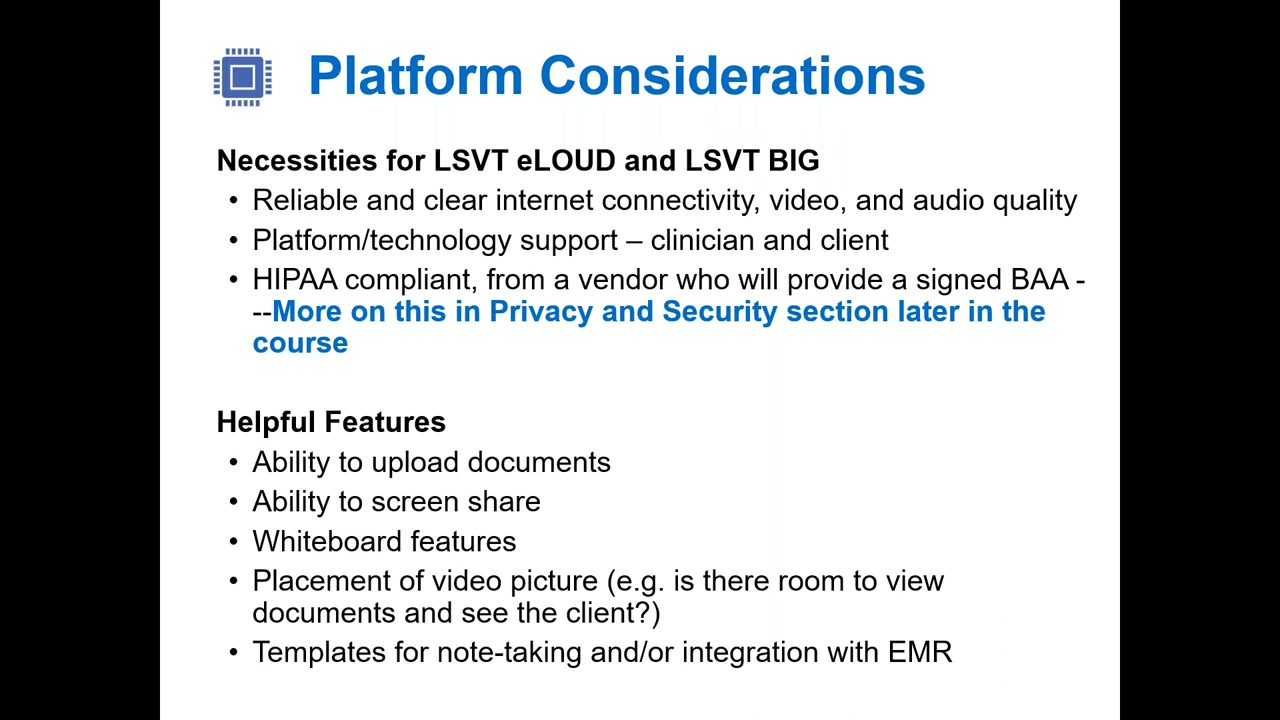 Platform Considerations
Necessities for LSVT eLOUD and LSVT BIG
• Reliable and clear internet connectivity, video, and audio quality
• Platform/technology support – clinician and client
• HIPAA compliant, from a vendor who will provide a signed BAA -
--More on this in Privacy and Security section later in the
course
Helpful Features
• Ability to upload documents
• Ability to screen share
• Whiteboard features
• Placement of video picture (e.g. is there room to view
documents and see the client?)
• Templates for note-taking and/or integration with EMR